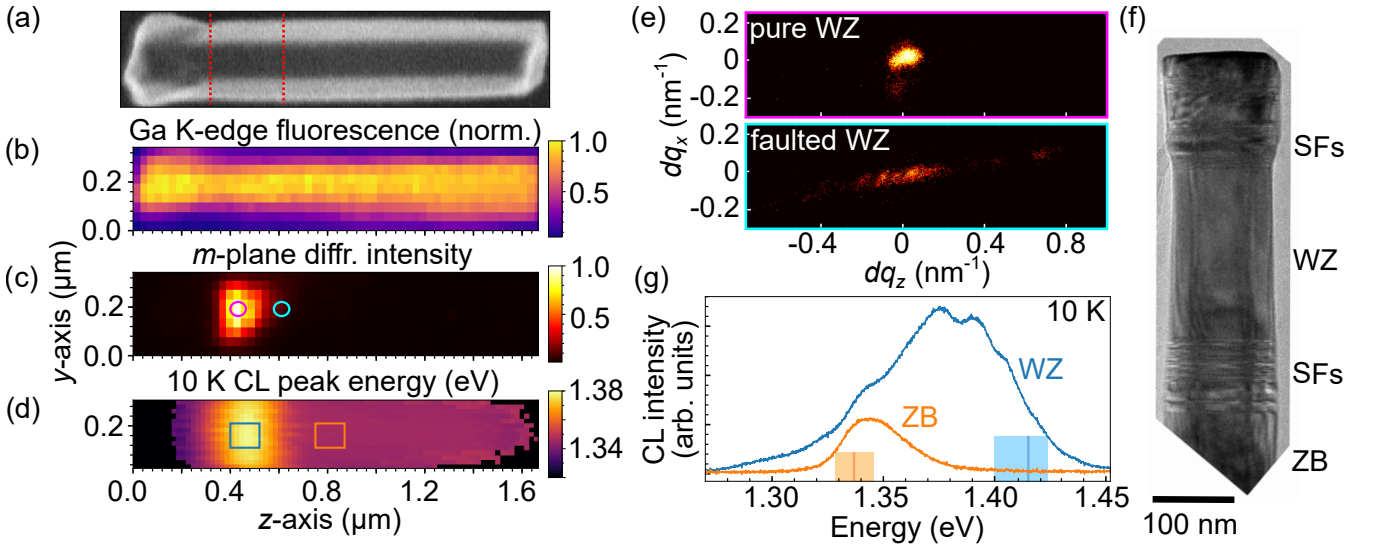 (a)
Ga K-edge fluorescence (norm.)
(b)
0.2
0.0
1.0
0.5
m-plane diffr. intensity
(c)
0.2
0.0
1.0
0.5
y-axis (µm)
10 K CL peak energy (eV)
(d)
0.2
1.38
1.34
0.0 0.4 0.8 1.2 1.6
z-axis (µm)
(e)
pure WZ
0.2
0
-0.2
faulted WZ
0.2
0
-0.2
dqx (nm-1)
-0.4 0 0.4 0.8
dqz (nm-1)
(g)
10 K
WZ
ZB
CL intensity
(arb. units)
1.30 1.35 1.40 1.45
Energy (eV)
(f)
SFs
WZ
SFs
ZB
100 nm